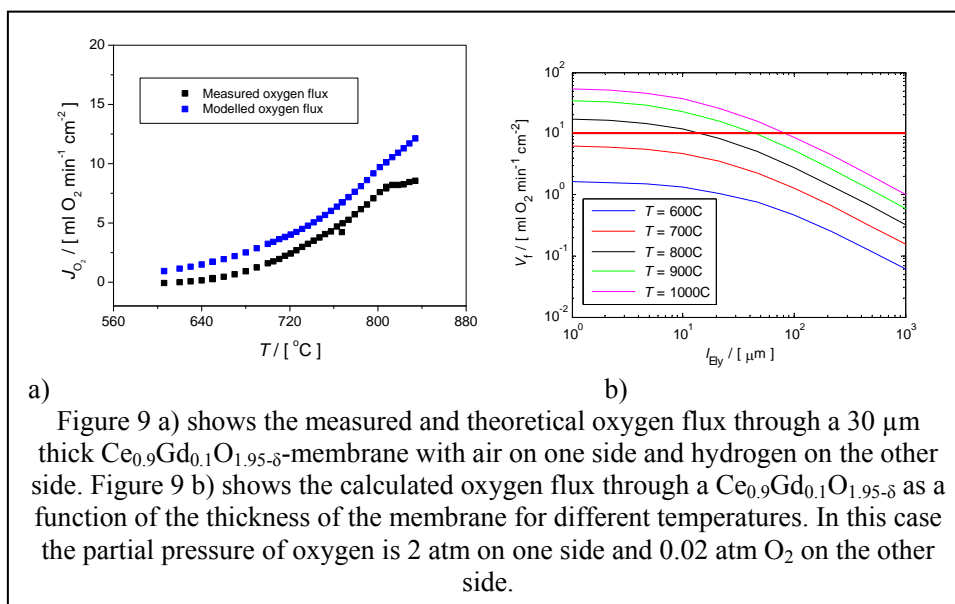 a)
b)
20
15
10
5
0
560 640 720 800 880
J_O₂ / [ ml O₂ min⁻¹ cm⁻²]
T / [ °C]
Measured oxygen flux
Modelled oxygen flux
10²
10¹
10⁰
10⁻¹
10⁻²
10⁰ 10¹ 10² 10³
V_f / [ ml O₂ min⁻¹ cm⁻²]
l_Ely / [ μm]
T = 600C
T = 700C
T = 800C
T = 900C
T = 1000C
a) b)
Figure 9 a) shows the measured and theoretical oxygen flux through a 30 µm
thick Ce₀.₉Gd₀.₁O₁.₉₅₋δ-membrane with air on one side and hydrogen on the other
side. Figure 9 b) shows the calculated oxygen flux through a Ce₀.₉Gd₀.₁O₁.₉₅₋δ as a
function of the thickness of the membrane for different temperatures. In this case
the partial pressure of oxygen is 2 atm on one side and 0.02 atm O₂ on the other
side.